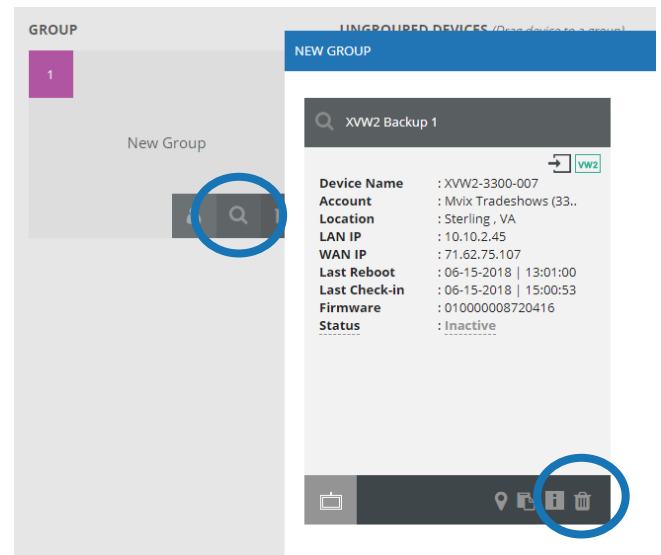 GROUP
UNGROUPED DEVICES (Drag device to a group)
NEW GROUP
1
New Group
XVW2 Backup 1
VW2
Device Name : XVW2-3300-007
Account : Mvix Tradeshows (33..
Location : Sterling , VA
LAN IP : 10.10.2.45
WAN IP : 71.62.75.107
Last Reboot : 06-15-2018 | 13:01:00
Last Check-in : 06-15-2018 | 15:00:53
Firmware : 010000008720416
Status : Inactive